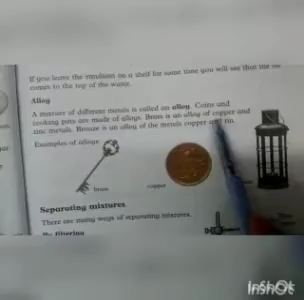 If you leave the emulsion on a shelf for some time you will see that the oil
comes to the top of the water.
Alloy
A mixture of different metals is called an alloy. Coins and
cooking pots are made of alloys. Brass is an alloy of copper and
zinc metals. Bronze is an alloy of the metals copper and tin.
Examples of alloys
brass
copper
Separating mixtures
There are many ways of separating mixtures.
By filtering
InShOt